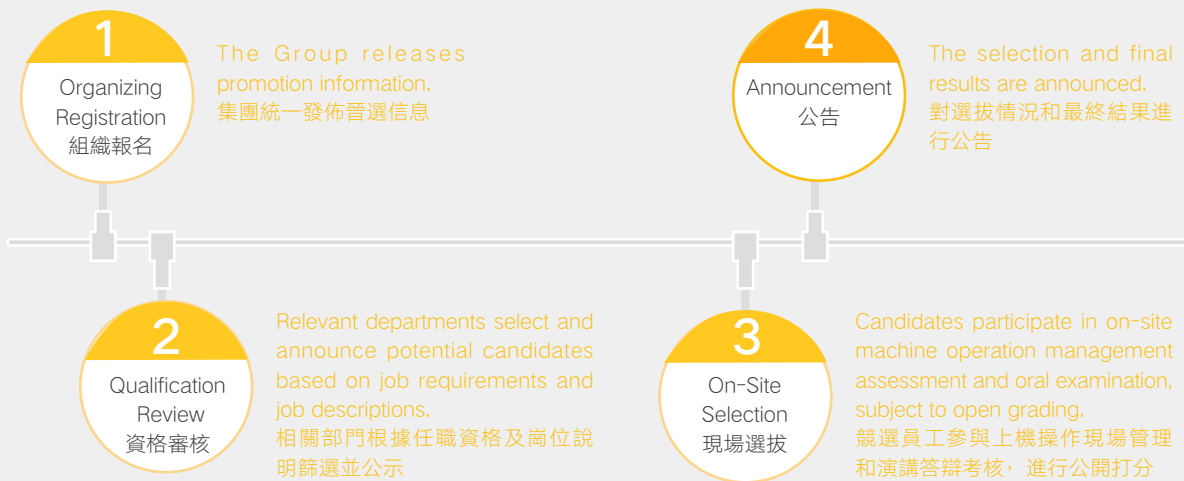 1
Organizing
Registration
組織報名
The Group releases
promotion information.
集團統一發佈晉選信息
2
Qualification
Review
資格審核
Relevant departments select and
announce potential candidates
based on job requirements and
job descriptions.
相關部門根據任職資格及崗位說
明篩選並公示
3
On-Site
Selection
現場選拔
Candidates participate in on-site
machine operation management
assessment and oral examination,
subject to open grading.
競選員工參與上機操作現場管理
和演講答辯考核，進行公開打分
4
Announcement
公告
The selection and final
results are announced.
對選拔情況和最終結果進
行公告